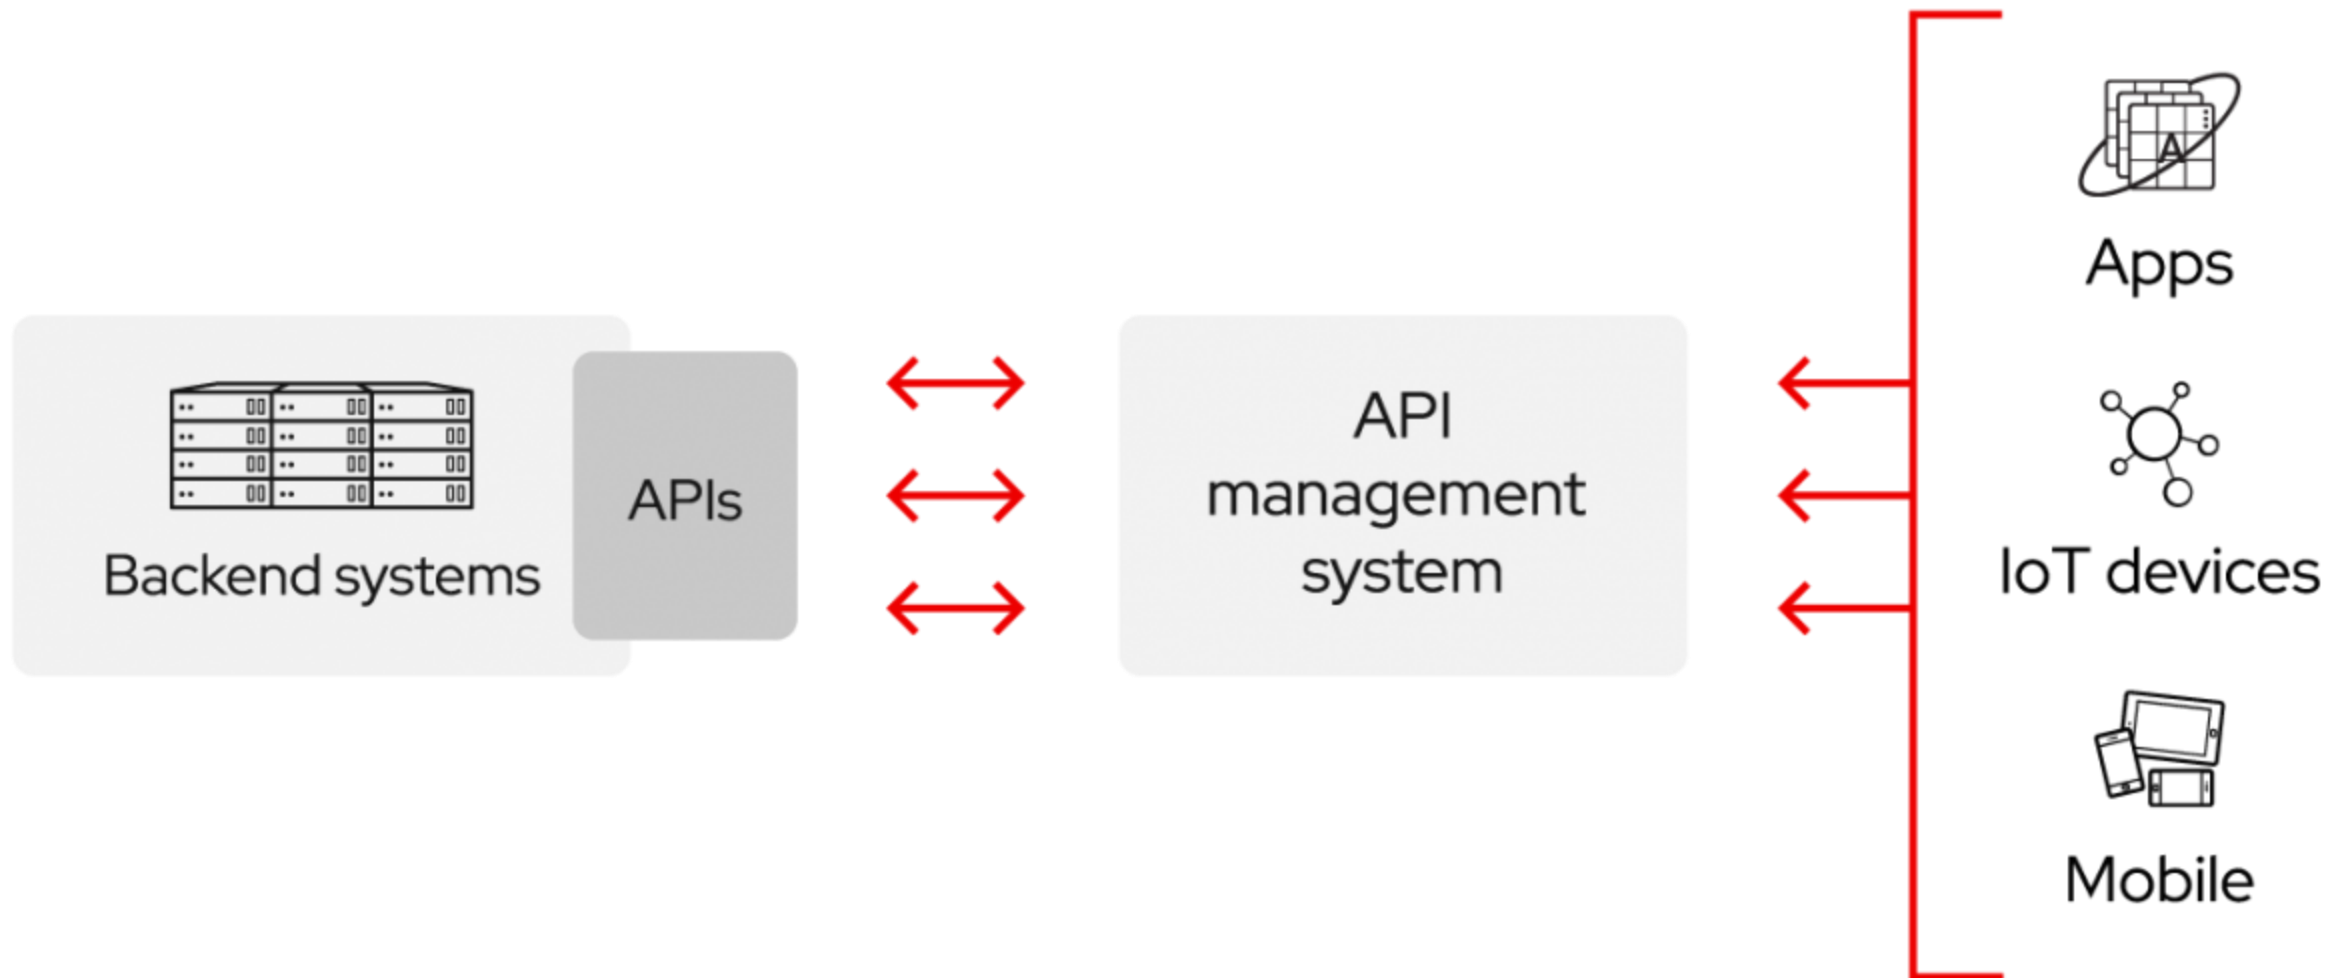 Backend systems
APIs
API
management
system
A
Apps
IoT devices
Mobile